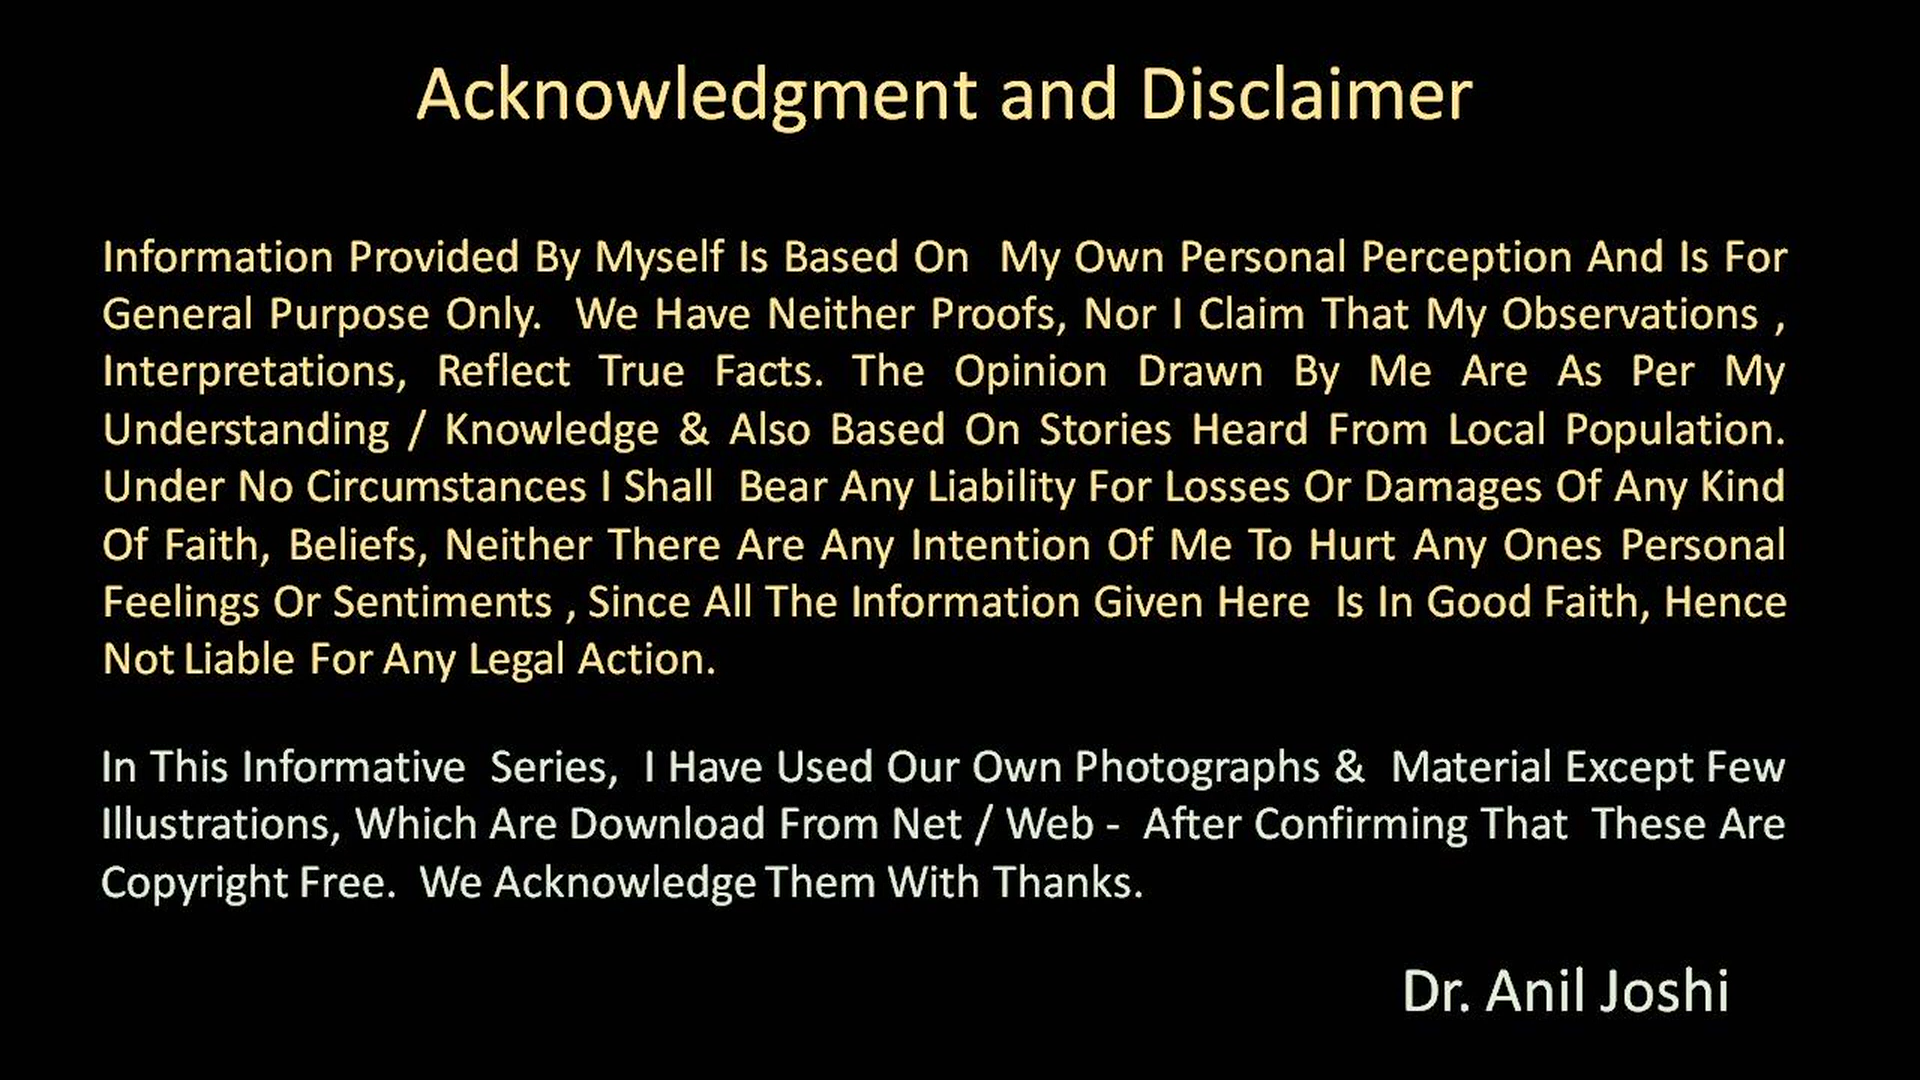 Acknowledgment and Disclaimer
Information Provided By Myself Is Based On My Own Personal Perception And Is For
General Purpose Only. We Have Neither Proofs, Nor I Claim That My Observations ,
Interpretations, Reflect True Facts. The Opinion Drawn By Me Are As Per My
Understanding / Knowledge & Also Based On Stories Heard From Local Population.
Under No Circumstances I Shall Bear Any Liability For Losses Or Damages Of Any Kind
Of Faith, Beliefs, Neither There Are Any Intention Of Me To Hurt Any Ones Personal
Feelings Or Sentiments , Since All The Information Given Here Is In Good Faith, Hence
Not Liable For Any Legal Action.
In This Informative Series, I Have Used Our Own Photographs & Material Except Few
Illustrations, Which Are Download From Net / Web - After Confirming That These Are
Copyright Free. We Acknowledge Them With Thanks.
Dr. Anil Joshi